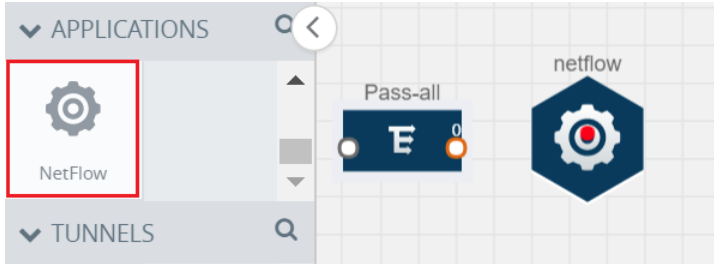 APPLICATIONS
NetFlow
TUNNELS
Pass-all
0
netflow